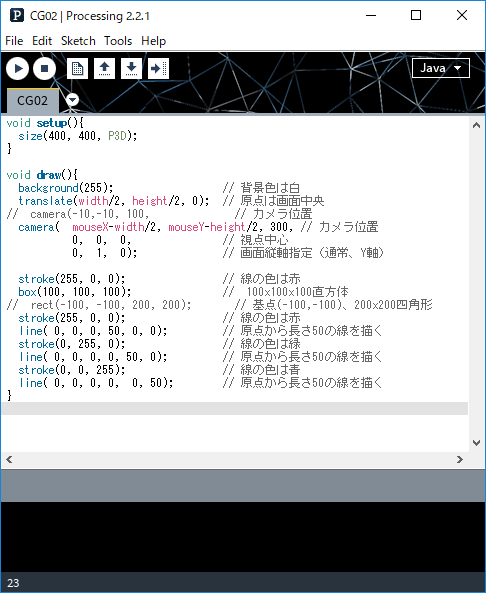 CG02 | Processing 2.2.1
File Edit Sketch Tools Help
Java
CG02
void setup(){
  size(400, 400, P3D);
}

void draw(){
  background(255);                  // 背景色は白
  translate(width/2, height/2, 0);  // 原点は画面中央
//  camera(-10,-10, 100,              // カメラ位置
  camera(  mouseX-width/2, mouseY-height/2, 300, // カメラ位置
           0,  0,  0,               // 視点中心
           0,  1,  0);              // 画面縦軸指定（通常、Y軸）

  stroke(255, 0, 0);                // 線の色は赤
  box(100, 100, 100);               //  100x100x100直方体
//  rect(-100, -100, 200, 200);       // 基点(-100,-100)、200x200四角形
  stroke(255, 0, 0);                // 線の色は赤
  line( 0, 0, 0, 50, 0, 0);         // 原点から長さ50の線を描く
  stroke(0, 255, 0);                // 線の色は緑
  line( 0, 0, 0, 0, 50, 0);         // 原点から長さ50の線を描く
  stroke(0, 0, 255);                // 線の色は青
  line( 0, 0, 0, 0,  0, 50);        // 原点から長さ50の線を描く
}
23